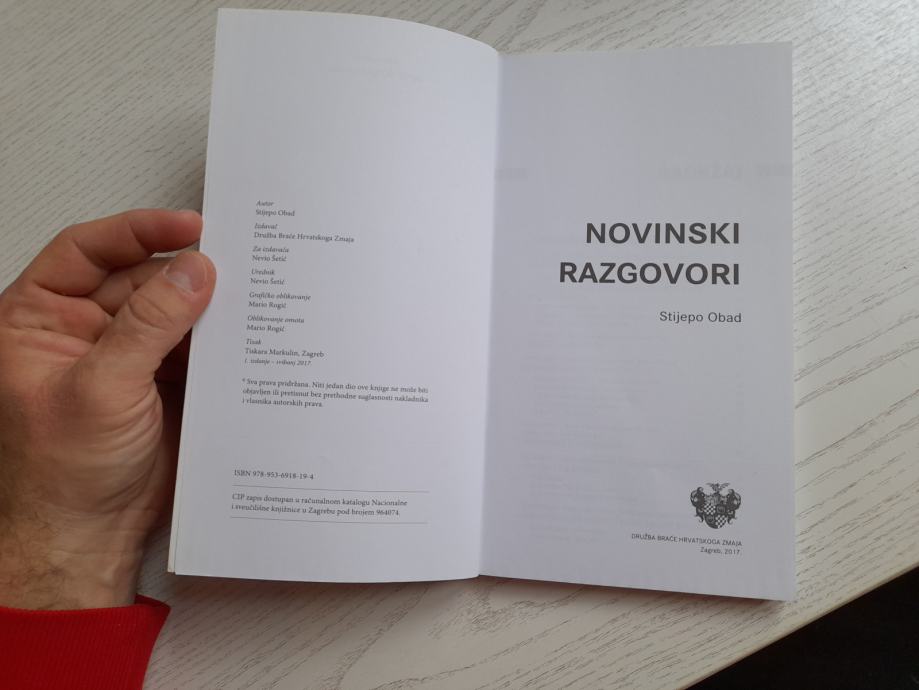 Autor
Stijepo Obad
Izdavač
Družba Braće Hrvatskoga Zmaja
Za izdavača
Nevio Šetić
Urednik
Nevio Šetić
Grafičko oblikovanje
Mario Rogić
Oblikovanje omota
Mario Rogić
Tisak
Tiskara Markulin, Zagreb
1. izdanje – svibanj 2017.
* Sva prava pridržana. Niti jedan dio ove knjige ne može biti
objavljen ili pretisnut bez prethodne suglasnosti nakladnika
i vlasnika autorskih prava.
ISBN 978-953-6918-19-4
CIP zapis dostupan u računalnom katalogu Nacionalne
i sveučilišne knjižnice u Zagrebu pod brojem 964074.
NOVINSKI
RAZGOVORI
Stijepo Obad
DRUŽBA BRAĆE HRVATSKOGA ZMAJA
Zagreb, 2017.